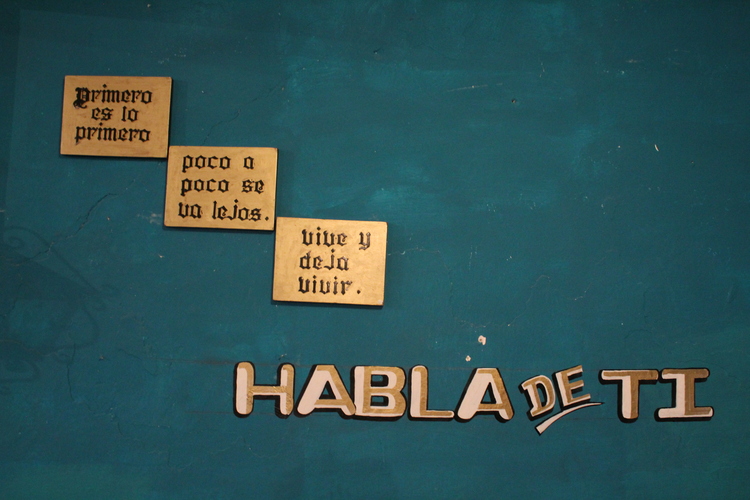 Primero
es lo
primero
poco a
poco se
va lejos.
vive y
deja
vivir.
HABLA DE TI